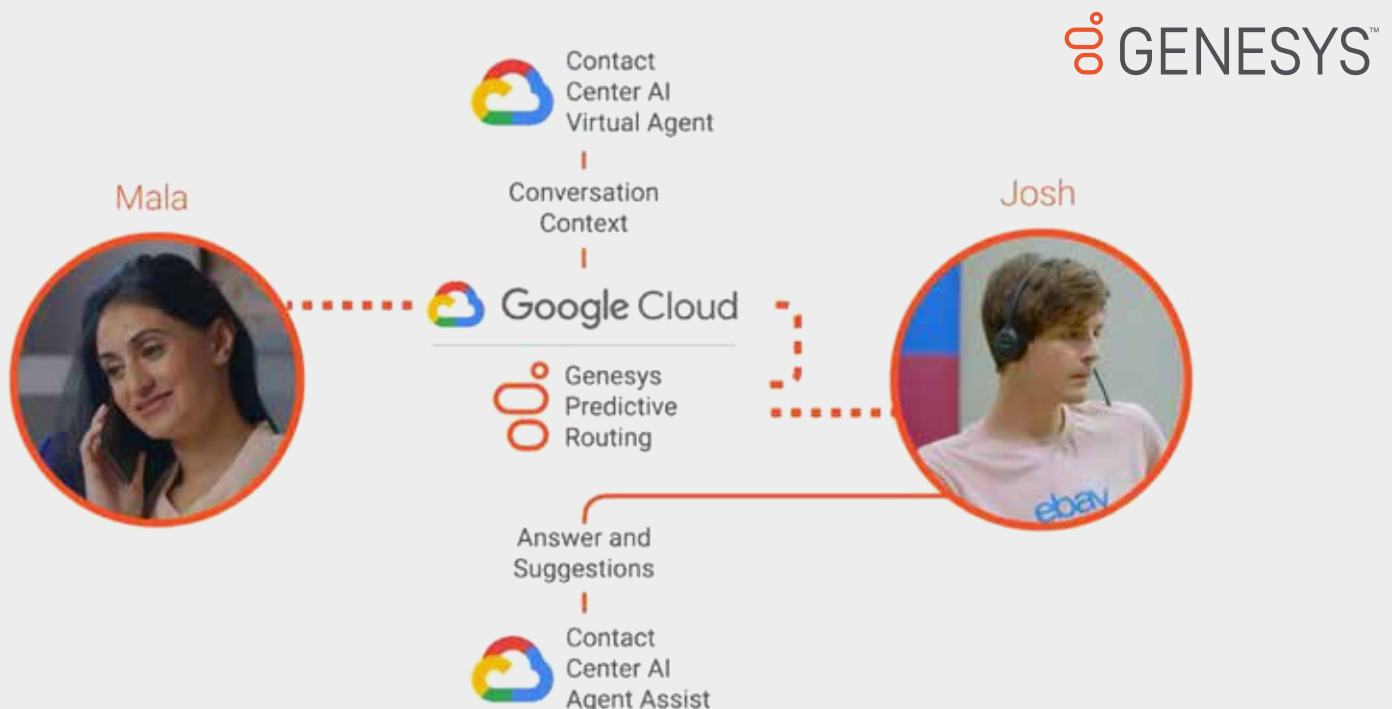 GENESYS™
Contact
Center AI
Virtual Agent
Conversation
Context
Mala
Josh
Google Cloud
Genesys
Predictive
Routing
ebay
Answer and
Suggestions
Contact
Center AI
Agent Assist